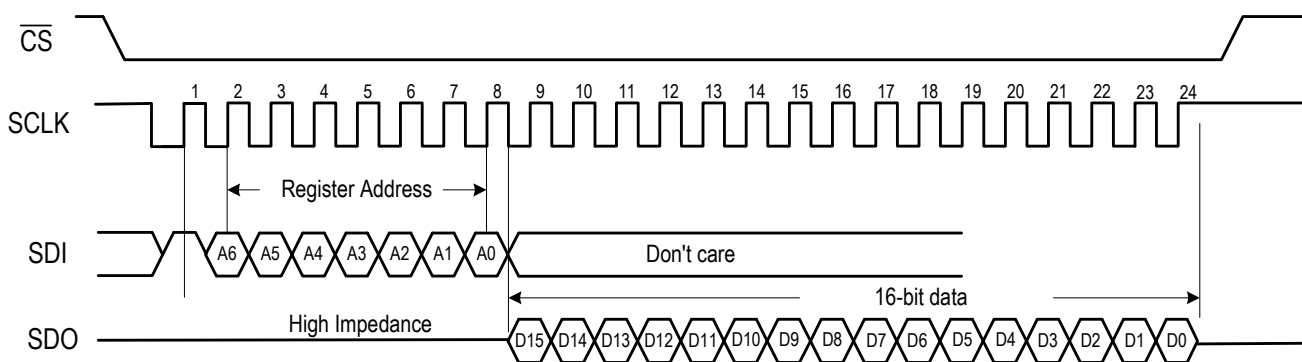 CS
1 2 3 4 5 6 7 8 9 10 11 12 13 14 15 16 17 18 19 20 21 22 23 24
SCLK
Register Address
SDI A6 A5 A4 A3 A2 A1 A0 Don't care
16-bit data
High Impedance
SDO D15 D14 D13 D12 D11 D10 D9 D8 D7 D6 D5 D4 D3 D2 D1 D0